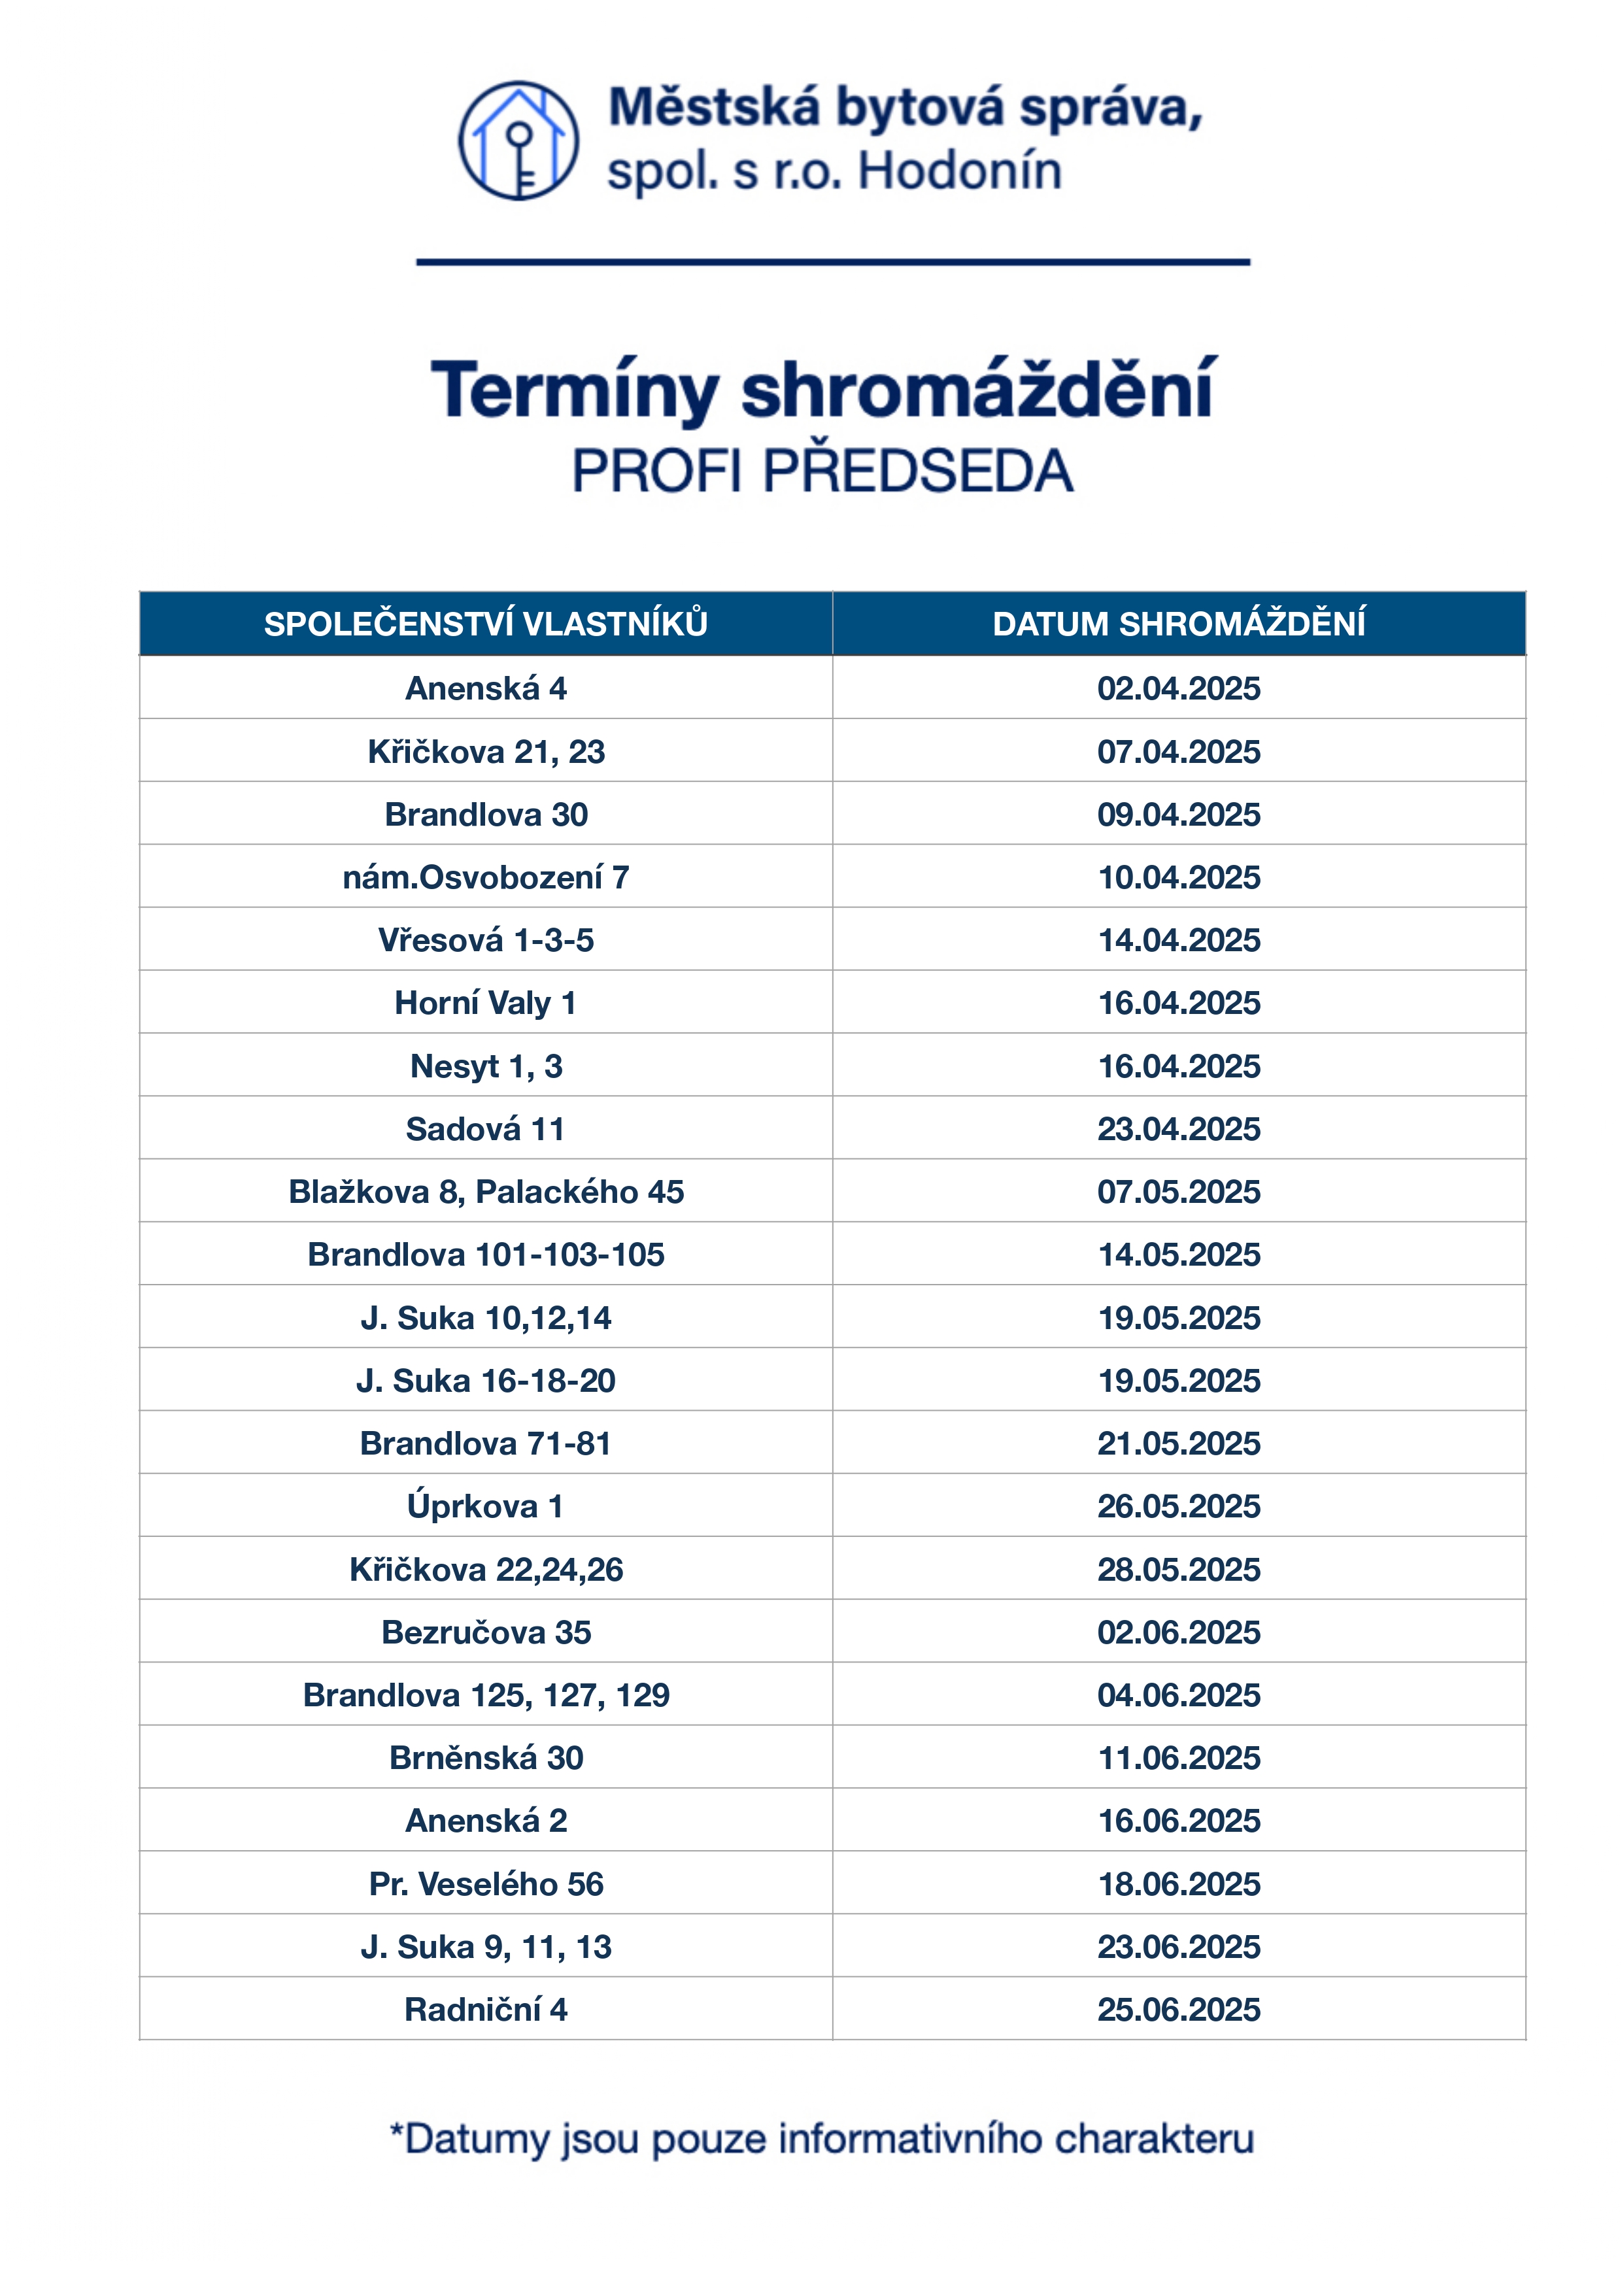 Městská bytová správa,
spol. s r.o. Hodonín
Termíny shromáždění
PROFI PŘEDSEDA
SPOLEČENSTVÍ VLASTNÍKŮ DATUM SHROMÁŽDĚNÍ
Anenská 4 02.04.2025
Křičkova 21, 23 07.04.2025
Brandlova 30 09.04.2025
nám.Osvobození 7 10.04.2025
Vřesová 1-3-5 14.04.2025
Horní Valy 1 16.04.2025
Nesyt 1, 3 16.04.2025
Sadová 11 23.04.2025
Blažkova 8, Palackého 45 07.05.2025
Brandlova 101-103-105 14.05.2025
J. Suka 10,12,14 19.05.2025
J. Suka 16-18-20 19.05.2025
Brandlova 71-81 21.05.2025
Úprkova 1 26.05.2025
Křičkova 22,24,26 28.05.2025
Bezručova 35 02.06.2025
Brandlova 125, 127, 129 04.06.2025
Brněnská 30 11.06.2025
Anenská 2 16.06.2025
Pr. Veselého 56 18.06.2025
J. Suka 9, 11, 13 23.06.2025
Radniční 4 25.06.2025
*Datumy jsou pouze informativního charakteru